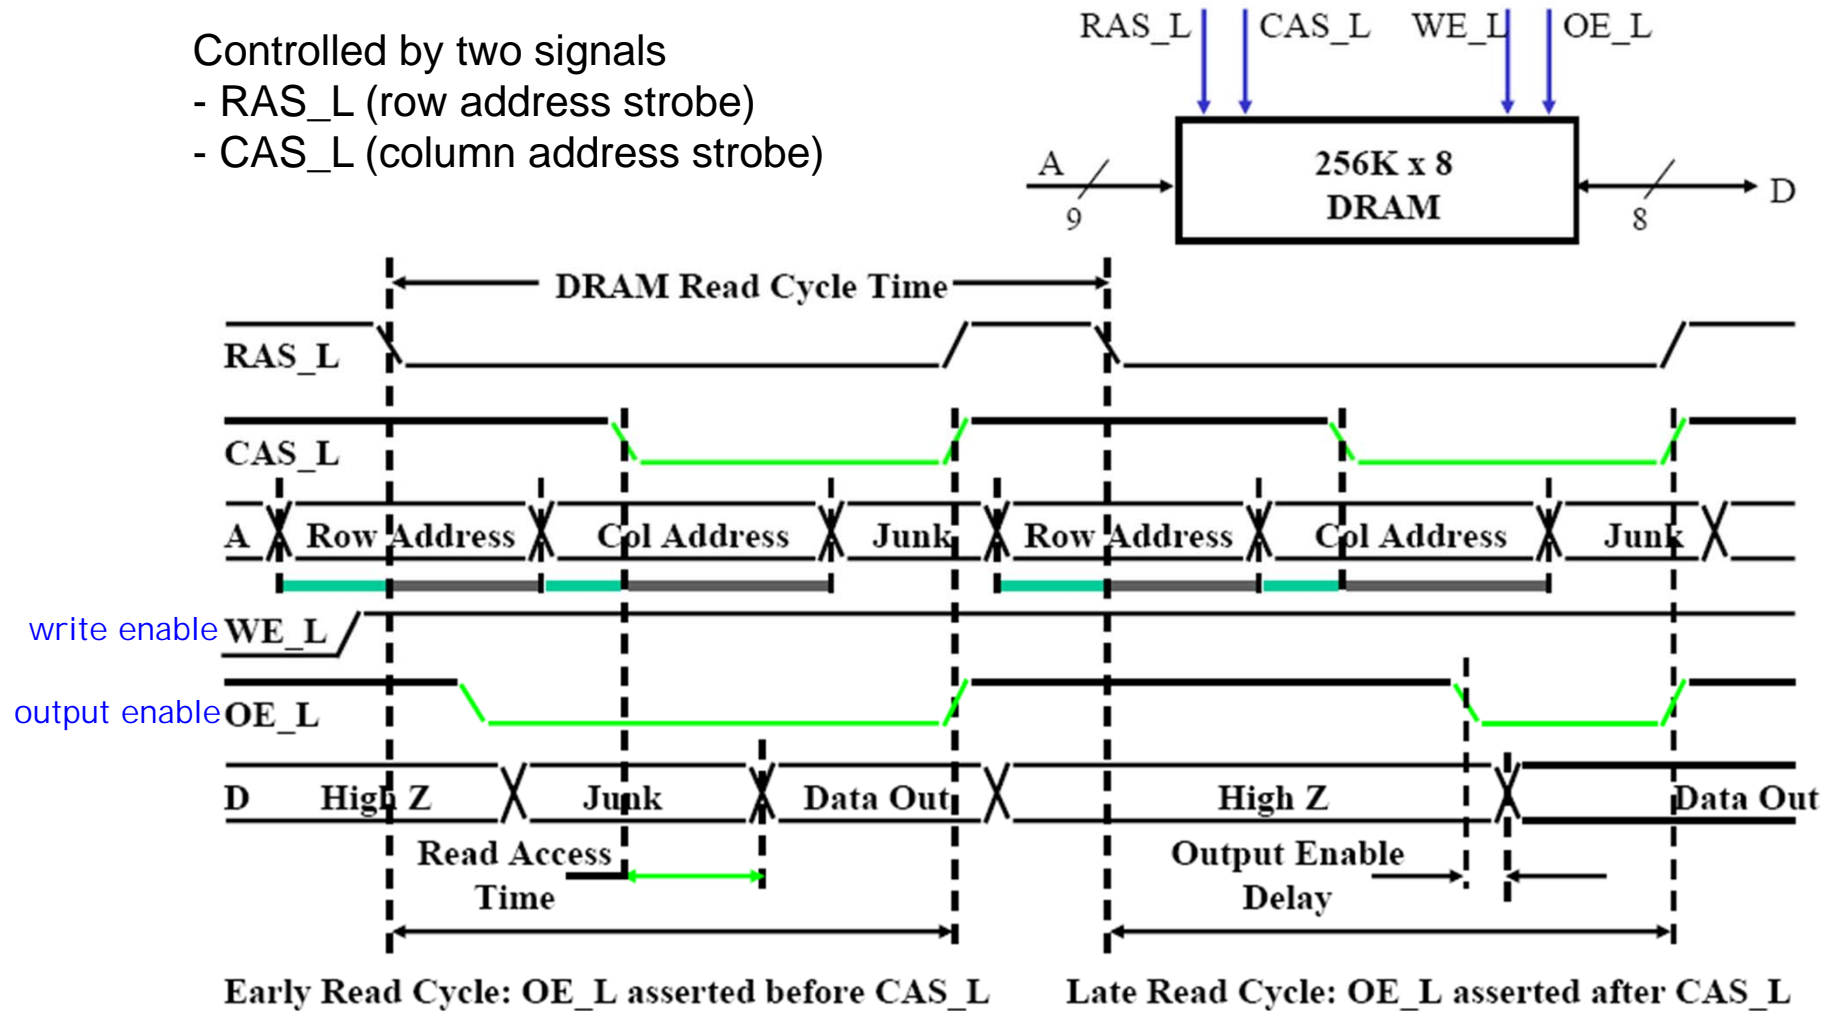 Controlled by two signals
- RAS_L (row address strobe)
- CAS_L (column address strobe)
RAS_L CAS_L WE_L OE_L
A 9
256K x 8
DRAM
8 D
DRAM Read Cycle Time
RAS_L
CAS_L
A Row Address Col Address Junk Row Address Col Address Junk
write enable WE_L
output enable OE_L
D High Z Junk Data Out High Z Data Out
Read Access
Time
Output Enable
Delay
Early Read Cycle: OE_L asserted before CAS_L
Late Read Cycle: OE_L asserted after CAS_L